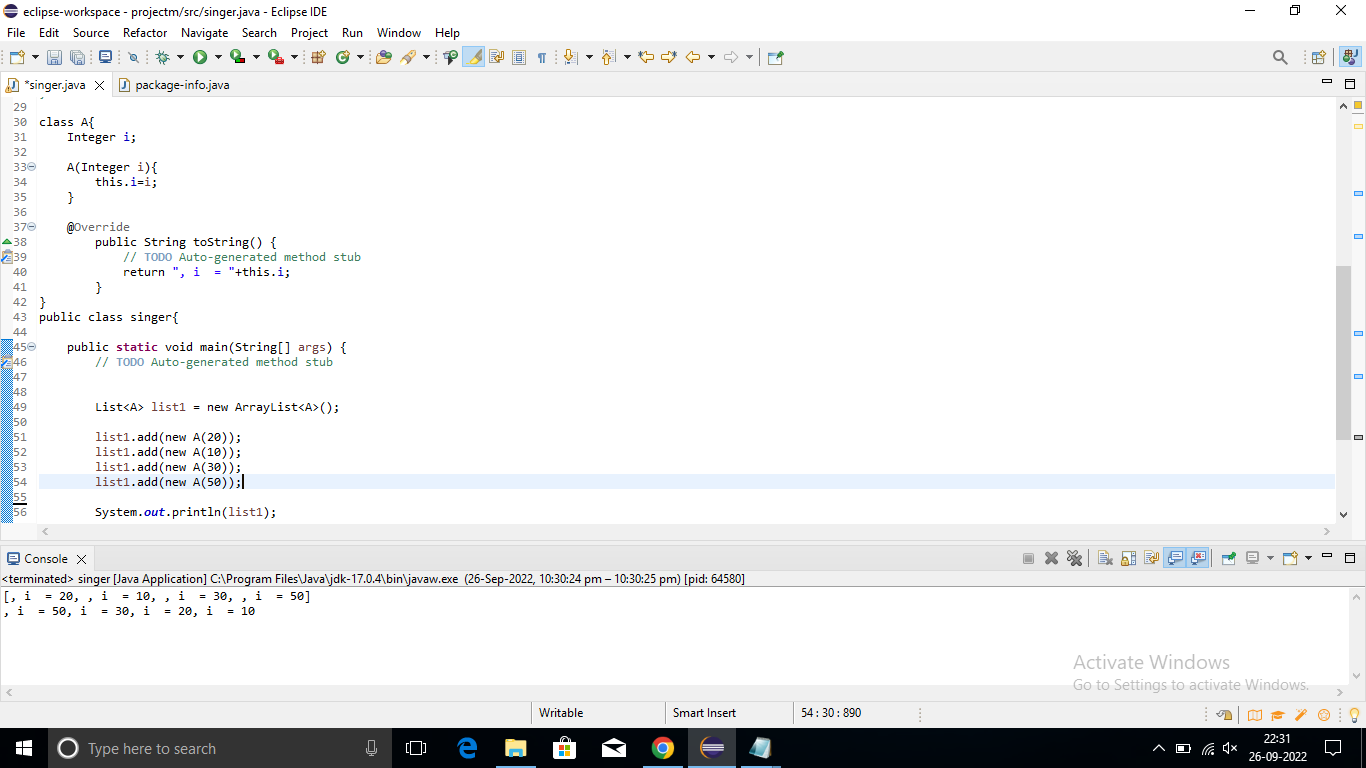 eclipse-workspace - projectm/src/singer.java - Eclipse IDE
File Edit Source Refactor Navigate Search Project Run Window Help
*singer.java package-info.java
29
30 class A{
31 Integer i;
32
33 A(Integer i){
34 this.i=i;
35 }
36
37 @Override
38 public String toString() {
39 // TODO Auto-generated method stub
40 return ", i  = "+this.i;
41 }
42 }
43 public class singer{
44
45 public static void main(String[] args) {
46 // TODO Auto-generated method stub
47
48
49 List<A> list1 = new ArrayList<A>();
50
51 list1.add(new A(20));
52 list1.add(new A(10));
53 list1.add(new A(30));
54 list1.add(new A(50));
55
56 System.out.println(list1);
Console
<terminated> singer [Java Application] C:\Program Files\Java\jdk-17.0.4\bin\javaw.exe (26-Sep-2022, 10:30:24 pm – 10:30:25 pm) [pid: 64580]
[, i  = 20, , i  = 10, , i  = 30, , i  = 50]
, i  = 50, i  = 30, i  = 20, i  = 10
Activate Windows
Go to Settings to activate Windows.
Writable Smart Insert 54 : 30 : 890
Type here to search
22:31
26-09-2022